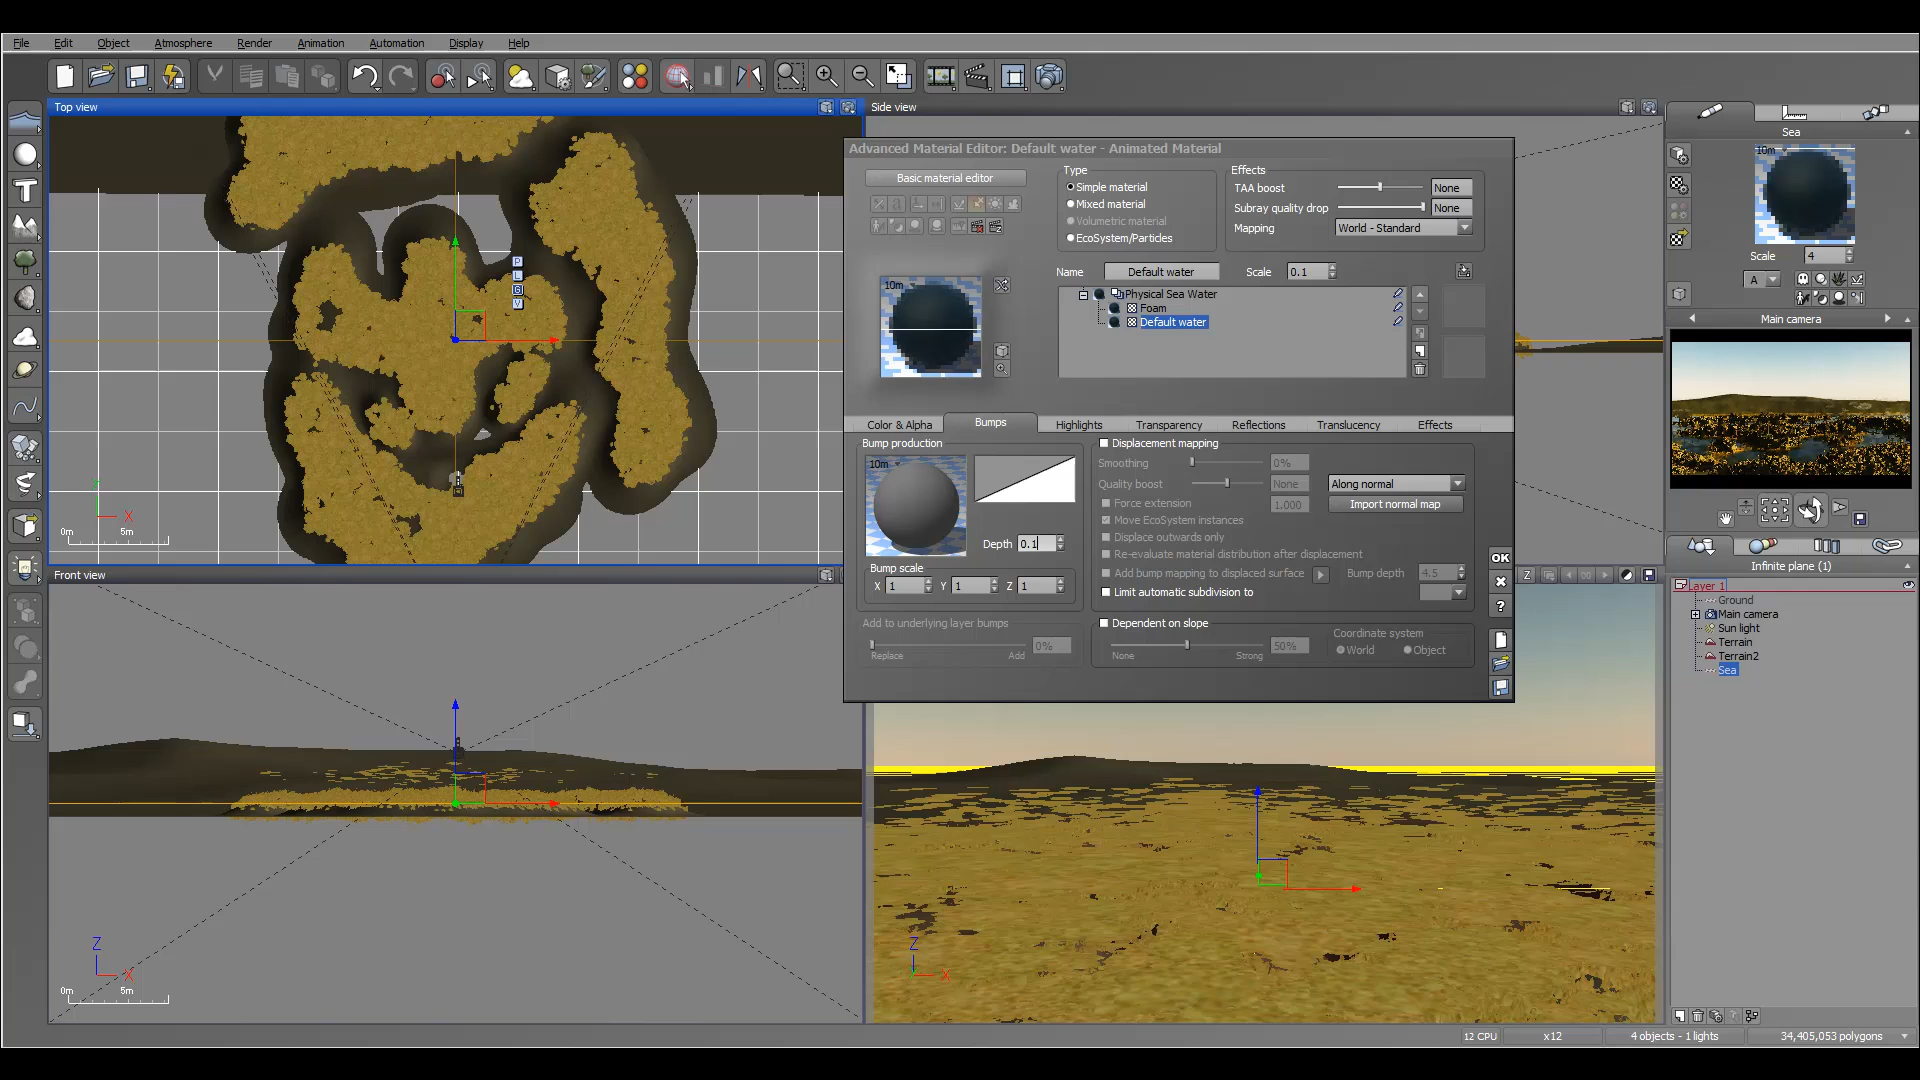 File Edit Object Atmosphere Render Animation Automation Display Help
Top view
Side view
Advanced Material Editor: Default water - Animated Material
Basic material editor
Type
Simple material
Mixed material
Volumetric material
EcoSystem/Particles
Effects
TAA boost None
Subray quality drop None
Mapping World - Standard
Name Default water Scale 0.1
10m
Physical Sea Water
Foam
Default water
Color & Alpha Bumps Highlights Transparency Reflections Translucency Effects
Bump production
10m
Depth 0.1
Bump scale
X 1 Y 1 Z 1
Add to underlying layer bumps
0%
Replace Add
Displacement mapping
Smoothing 0%
Quality boost None Along normal
Force extension 1.000 Import normal map
Move EcoSystem instances
Displace outwards only
Re-evaluate material distribution after displacement
Add bump mapping to displaced surface Bump depth 4.5
Limit automatic subdivision to
Dependent on slope
50%
None Strong
Coordinate system
World Object
OK
?
Z
P
L
G
V
X
0m 5m
Front view
Z
X
0m 5m
Z
X
Sea
10m
Scale 4
A
Main camera
Infinite plane (1)
Layer 1
Ground
Main camera
Sun light
Terrain
Terrain2
Sea
12 CPU x12 4 objects - 1 lights 34,405,053 polygons